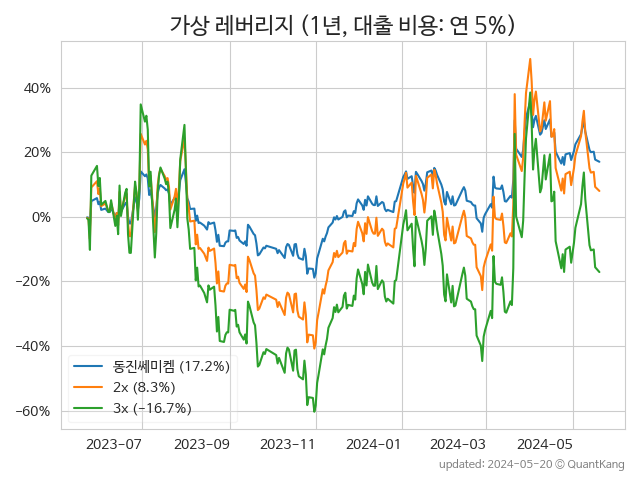 가상 레버리지 (1년, 대출 비용: 연 5%)
40%
20%
0%
−20%
−40%
−60%
동진쎄미켐 (17.2%)
2x (8.3%)
3x (−16.7%)
2023-07
2023-09
2023-11
2024-01
2024-03
2024-05
updated: 2024-05-20 © QuantKang